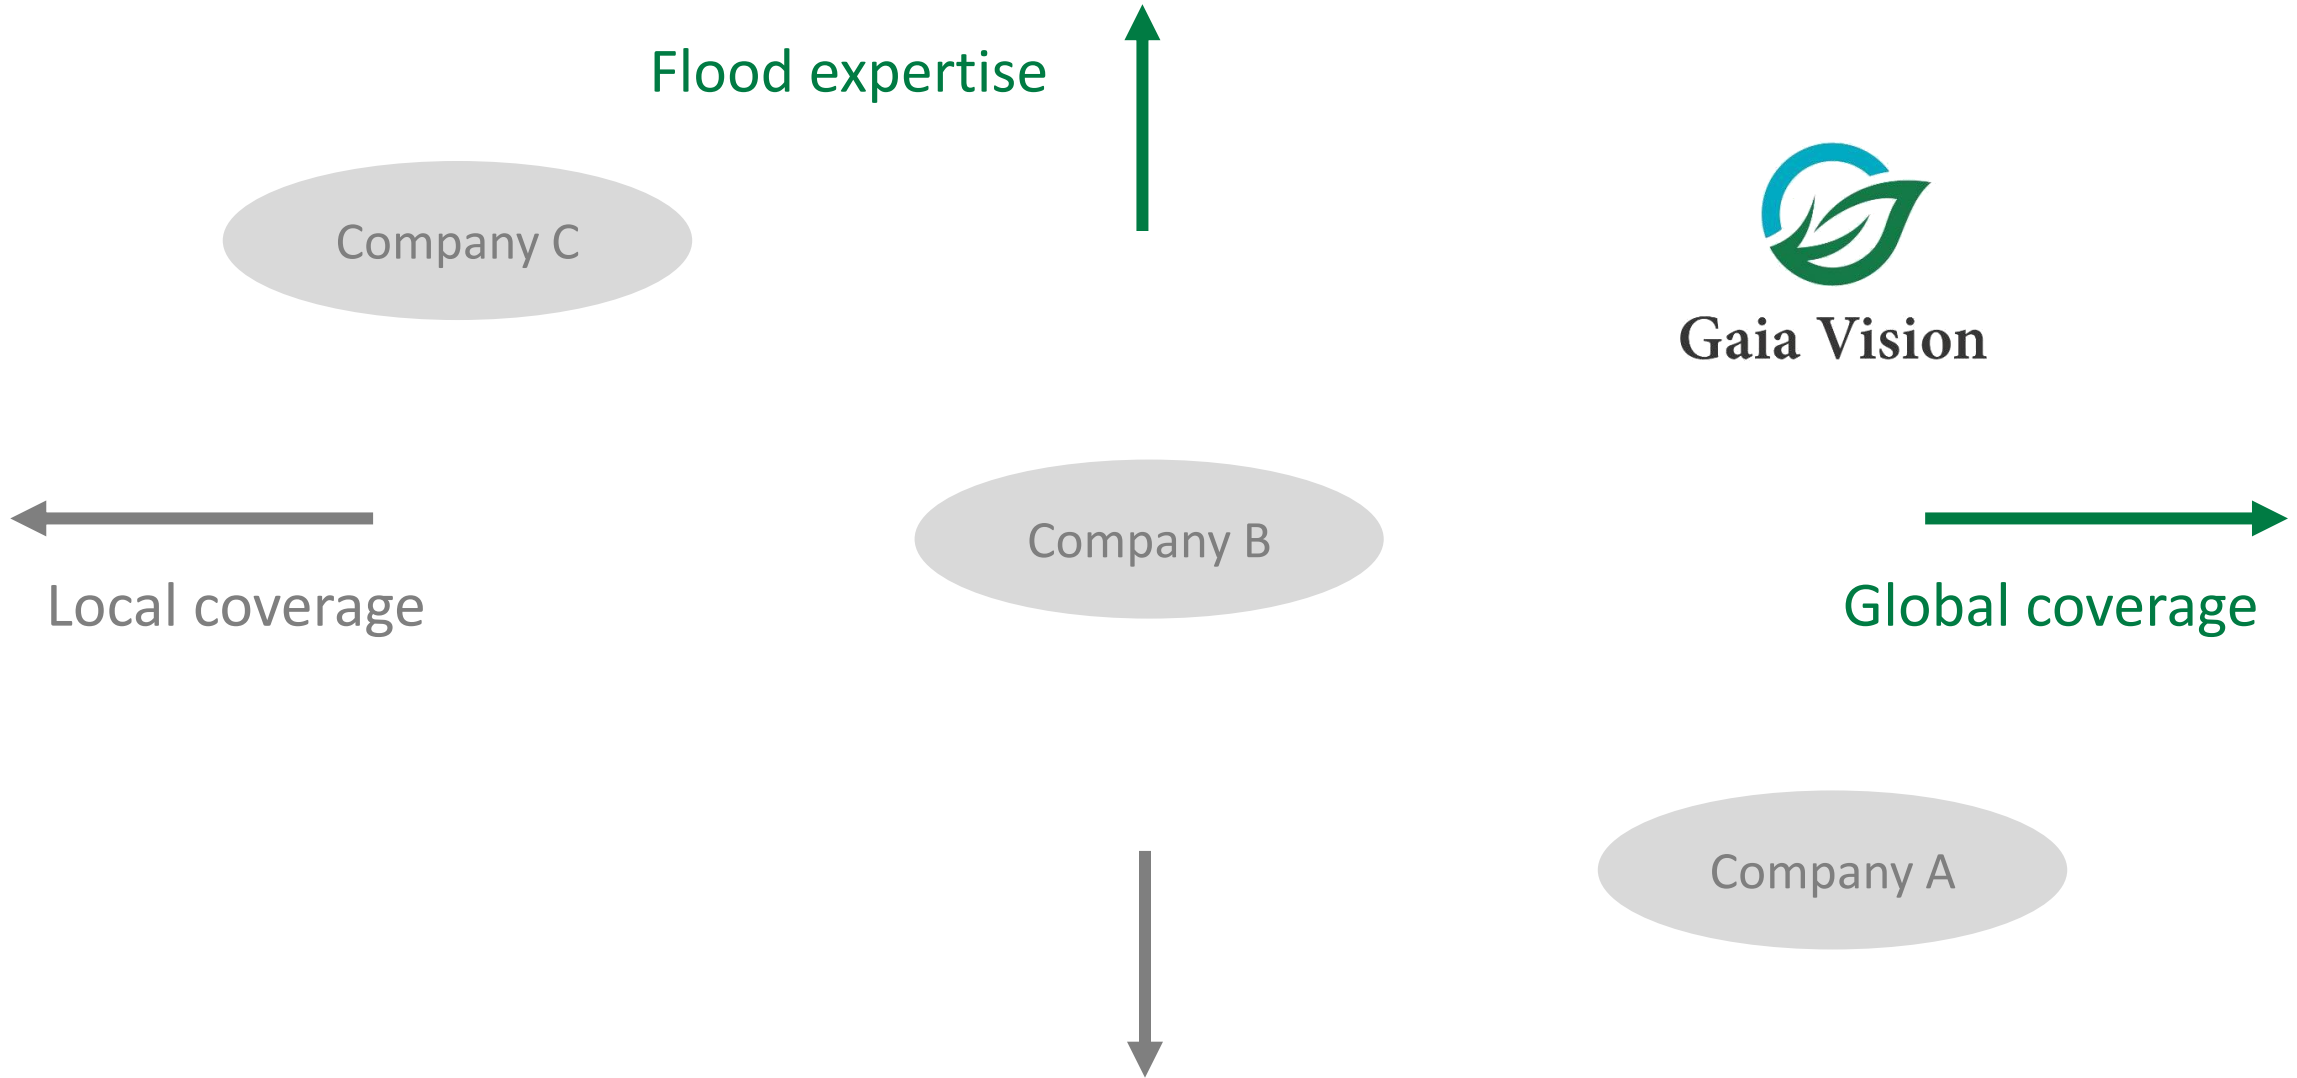 Flood expertise
Company C
Gaia Vision
Company B
Local coverage
Global coverage
Company A